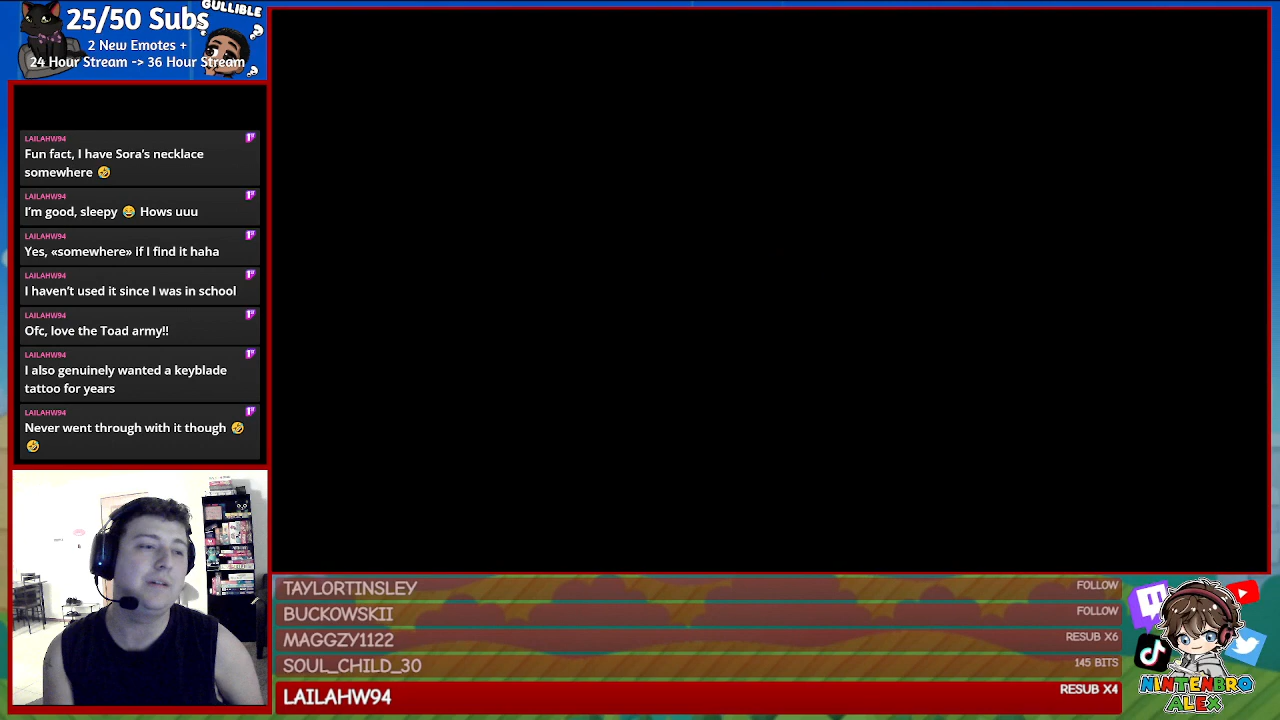 GULLIBLE
25/50 Subs
2 New Emotes +
24 Hour Stream -> 36 Hour Stream
LAILAHW94
Fun fact, I have Sora's necklace
somewhere 🤣
LAILAHW94
I'm good, sleepy 😂 Hows uuu
LAILAHW94
Yes, «somewhere» if I find it haha
LAILAHW94
I haven't used it since I was in school
LAILAHW94
Ofc, love the Toad army!!
LAILAHW94
I also genuinely wanted a keyblade
tattoo for years
LAILAHW94
Never went through with it though 🤣
🤣
TAYLORTINSLEY FOLLOW
BUCKOWSKII FOLLOW
MAGGZY1122 RESUB X6
SOUL_CHILD_30 145 BITS
LAILAHW94 RESUB X4
NINTENBRO
ALEX